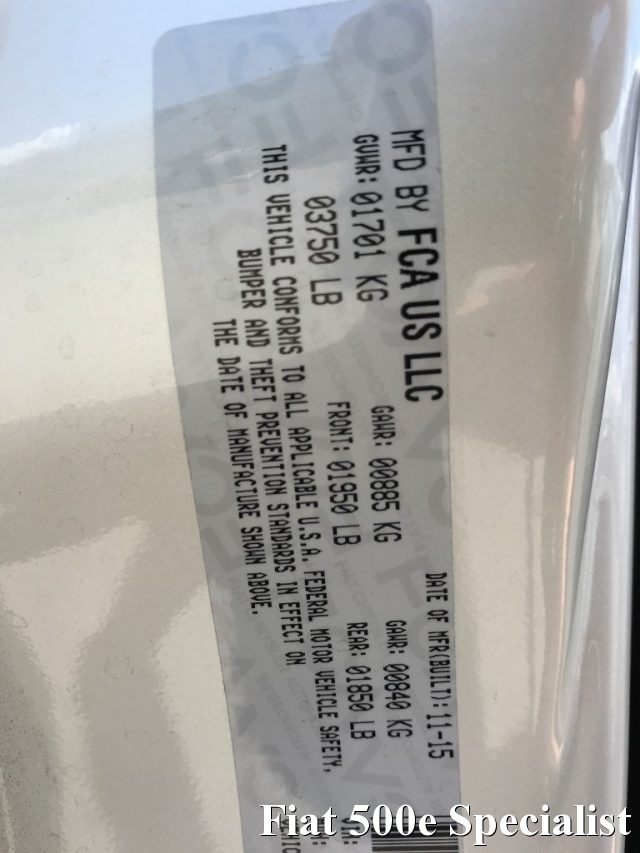 MFD BY FCA US LLC
DATE OF MFR(BUILT): 11-15
GVWR: 01701 KG
GAWR: 00885 KG
GAWR: 00840 KG
03750 LB
FRONT: 01950 LB
REAR: 01850 LB
THIS VEHICLE CONFORMS TO ALL APPLICABLE U.S.A. FEDERAL MOTOR VEHICLE SAFETY,
BUMPER AND THEFT PREVENTION STANDARDS IN EFFECT ON
THE DATE OF MANUFACTURE SHOWN ABOVE.
Fiat 500e Specialist